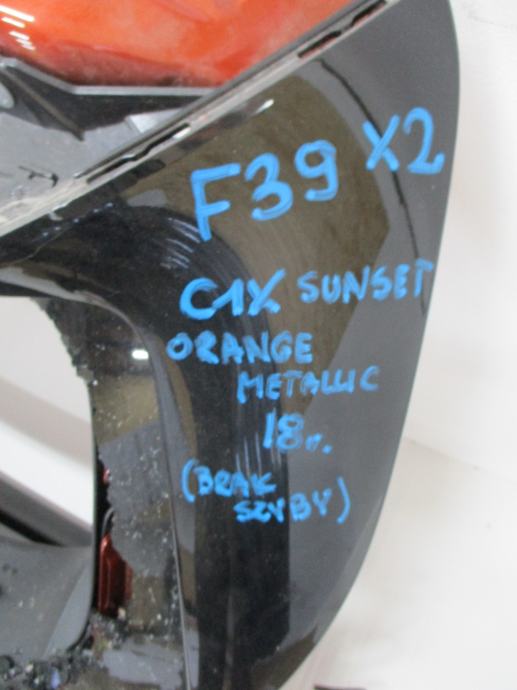 F39 X2
C1X SUNSET
ORANGE
METALLIC
18r.
(BRAK
SZYBY)